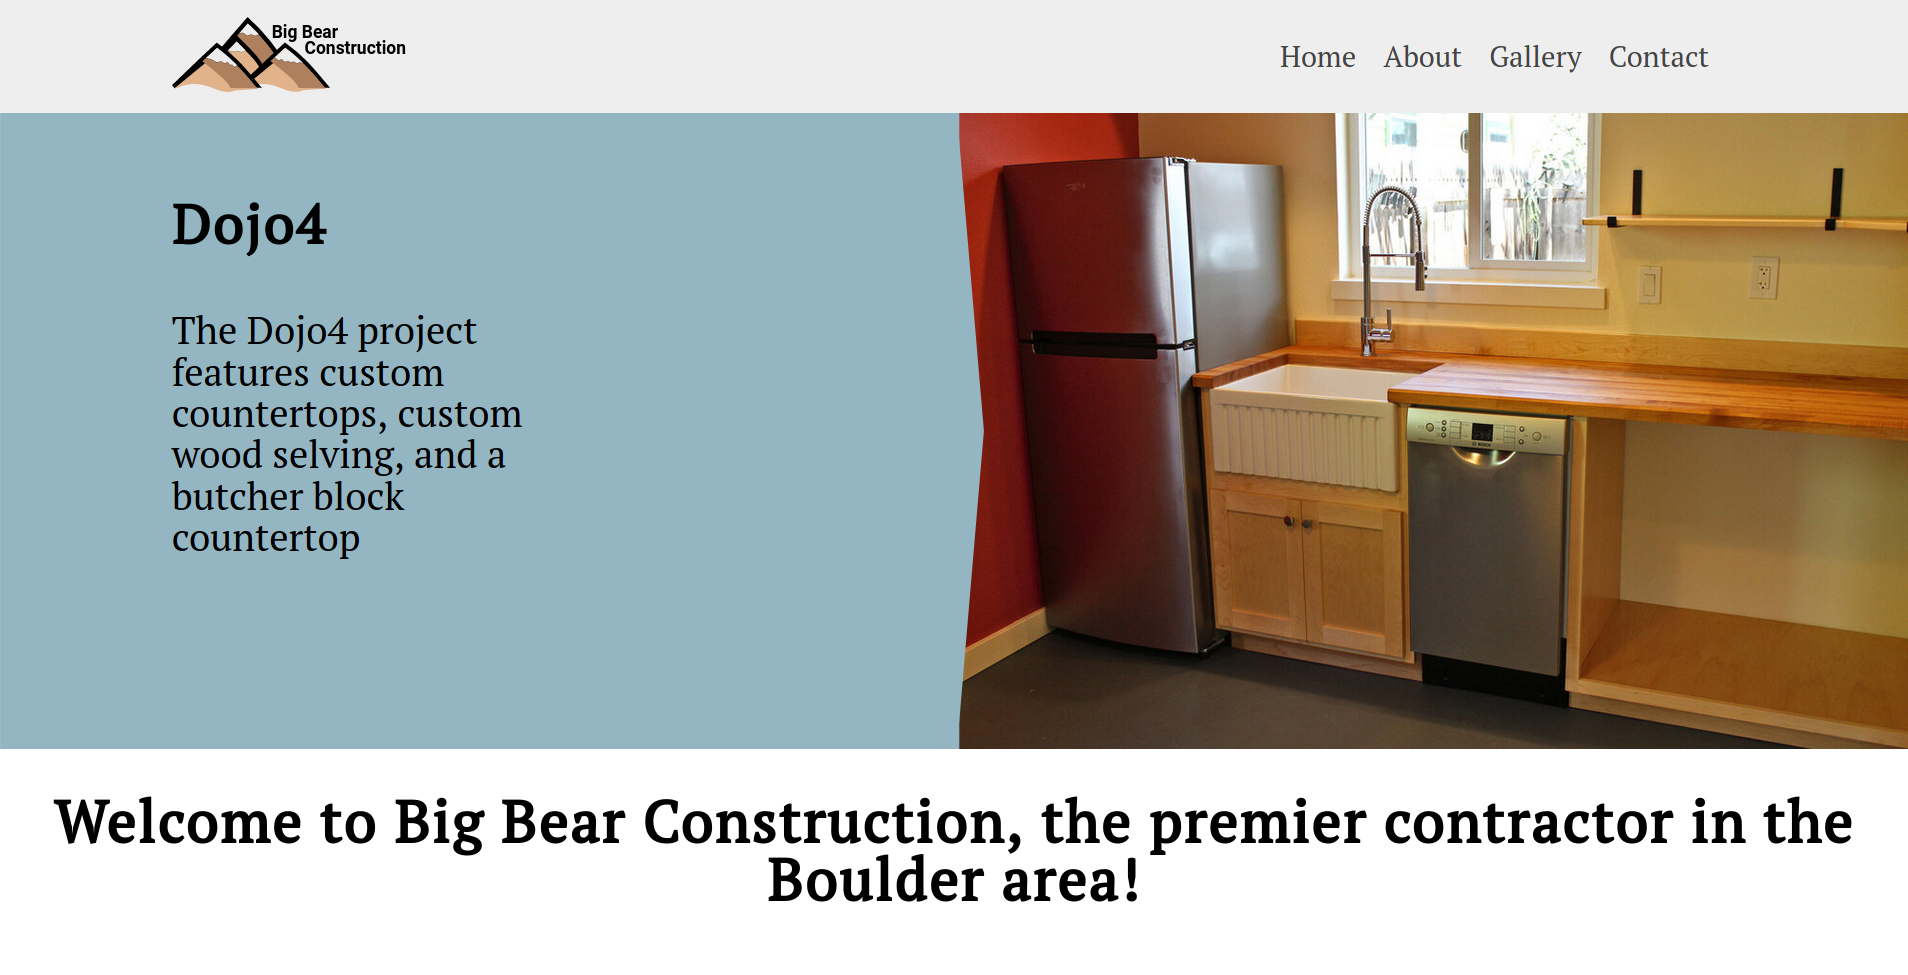 Big Bear
Construction
Home About Gallery Contact
Dojo4
The Dojo4 project
features custom
countertops, custom
wood selving, and a
butcher block
countertop
Welcome to Big Bear Construction, the premier contractor in the
Boulder area!